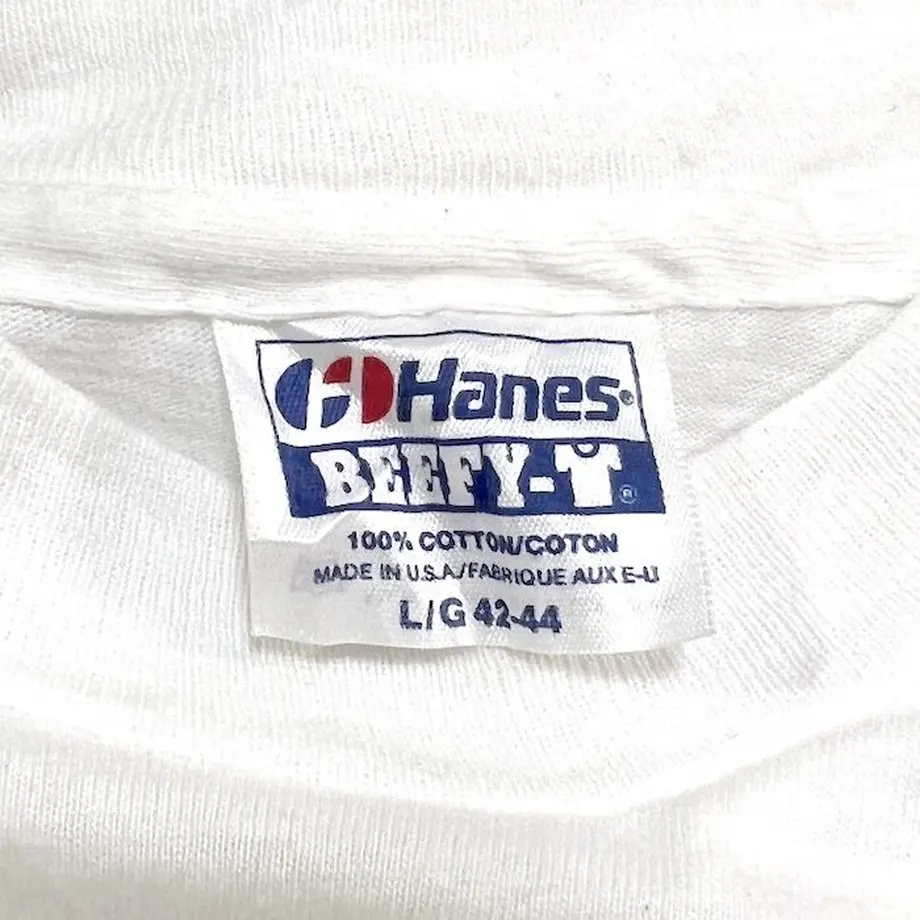 Hanes®
BEEFY-T®
100% COTTON/COTON
MADE IN U.S.A./FABRIQUE AUX E-U
L/G 42-44